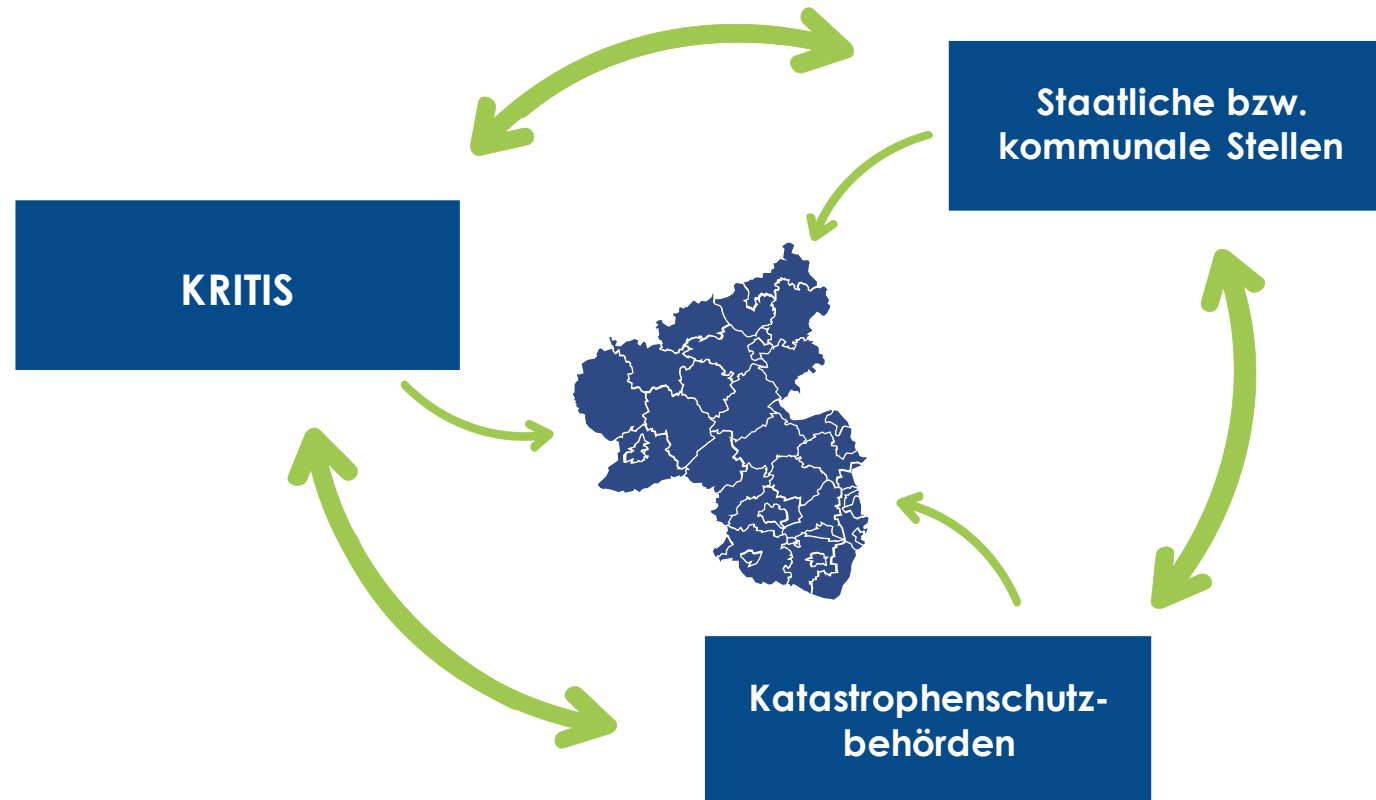 Staatliche bzw.
kommunale Stellen
KRITIS
Katastrophenschutz-
behörden